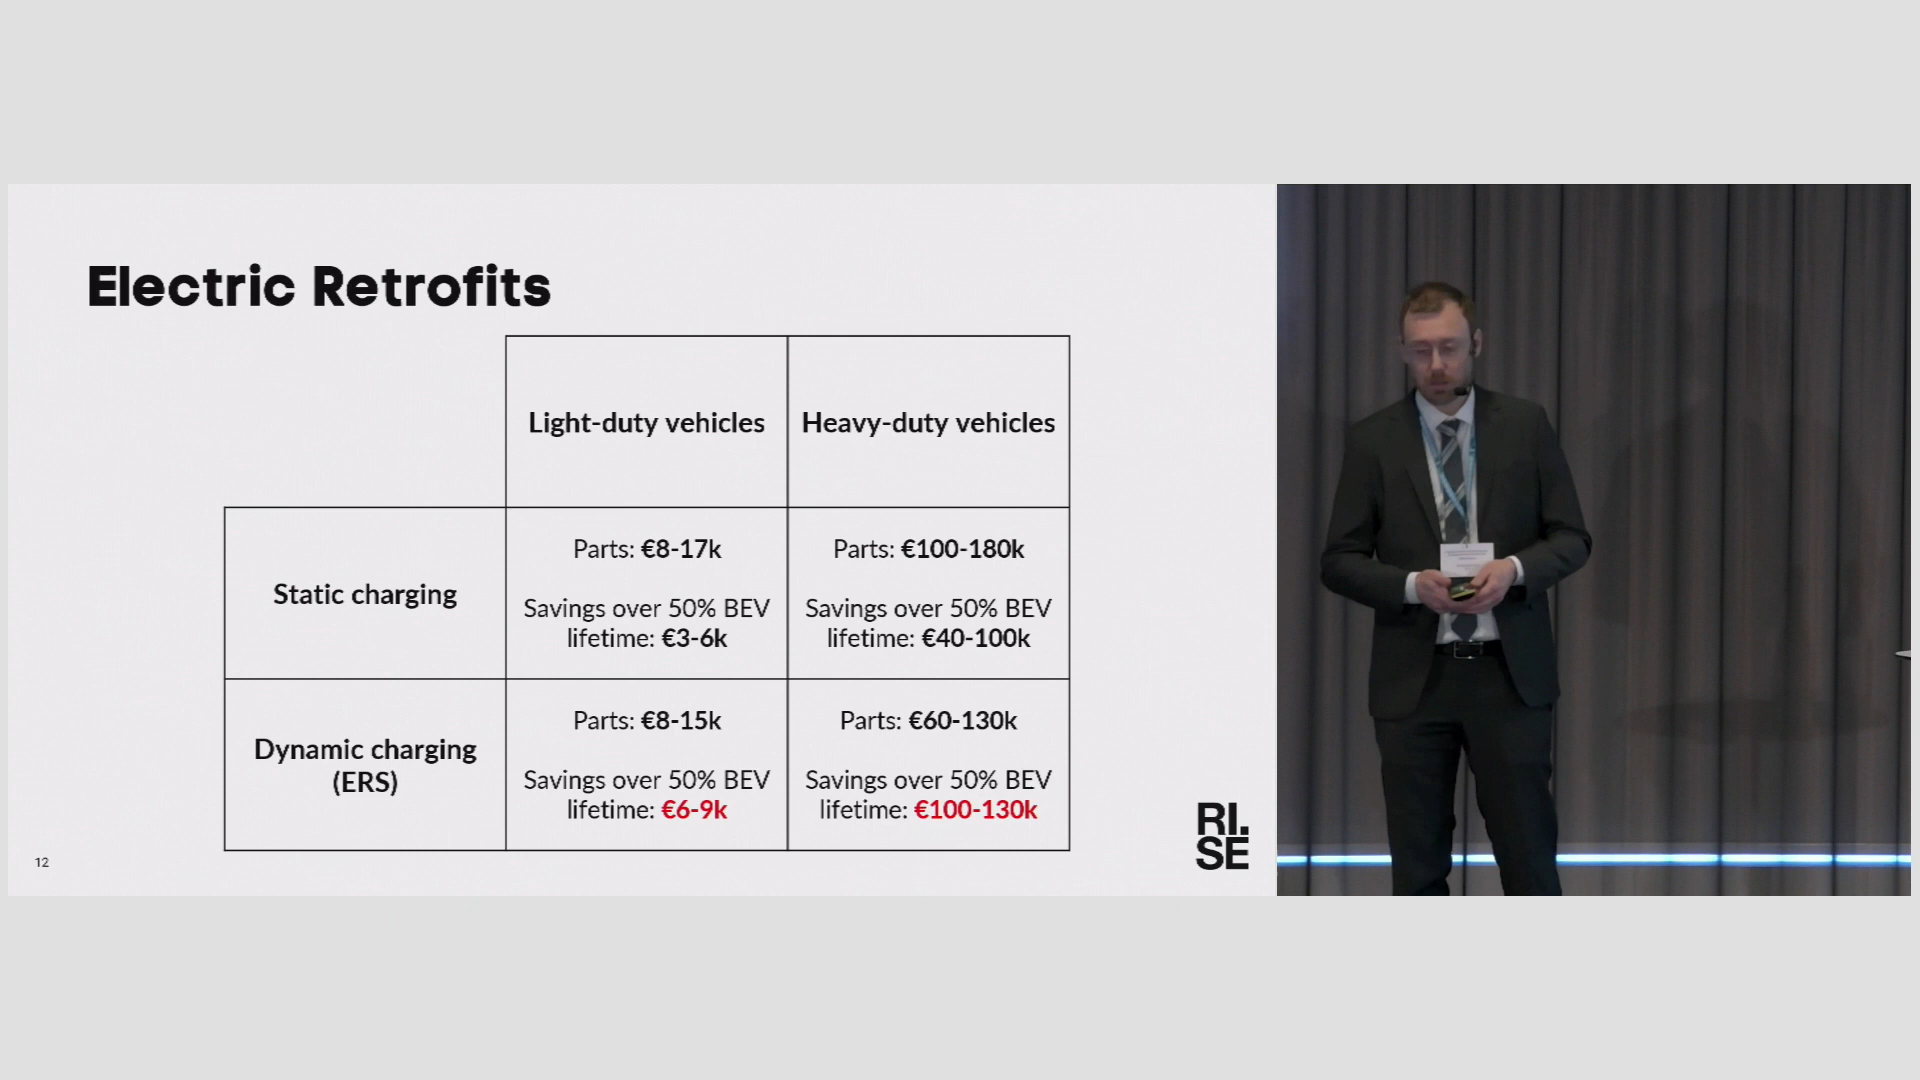 Electric Retrofits
Light-duty vehicles
Heavy-duty vehicles
Static charging
Parts: €8-17k
Savings over 50% BEV
lifetime: €3-6k
Parts: €100-180k
Savings over 50% BEV
lifetime: €40-100k
Dynamic charging
(ERS)
Parts: €8-15k
Savings over 50% BEV
lifetime: €6-9k
Parts: €60-130k
Savings over 50% BEV
lifetime: €100-130k
12
RI.
SE